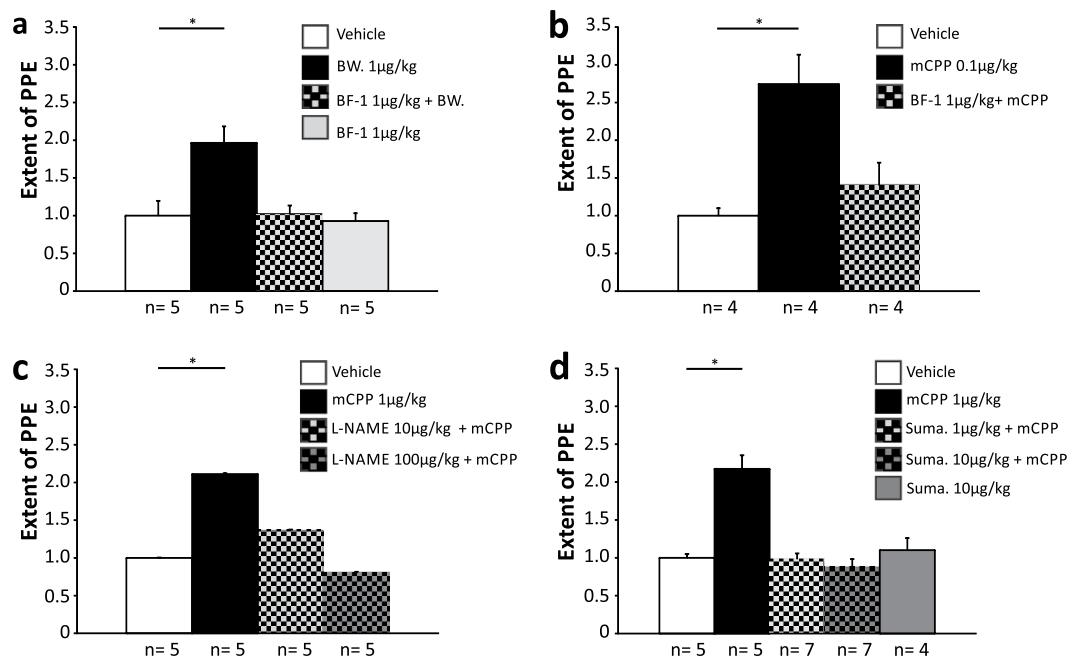 a
Extent of PPE
3.5
3.0
2.5
2.0
1.5
1.0
0.5
0
*
Vehicle
BW. 1µg/kg
BF-1 1µg/kg + BW.
BF-1 1µg/kg
n= 5 n= 5 n= 5 n= 5
b
Extent of PPE
3.5
3.0
2.5
2.0
1.5
1.0
0.5
0
*
Vehicle
mCPP 0.1µg/kg
BF-1 1µg/kg+ mCPP
n= 4 n= 4 n= 4
c
Extent of PPE
3.5
3.0
2.5
2.0
1.5
1.0
0.5
0
*
Vehicle
mCPP 1µg/kg
L-NAME 10µg/kg + mCPP
L-NAME 100µg/kg + mCPP
n= 5 n= 5 n= 5 n= 5
d
Extent of PPE
3.5
3.0
2.5
2.0
1.5
1.0
0.5
0
*
Vehicle
mCPP 1µg/kg
Suma. 1µg/kg + mCPP
Suma. 10µg/kg + mCPP
Suma. 10µg/kg
n= 5 n= 5 n= 7 n= 7 n= 4